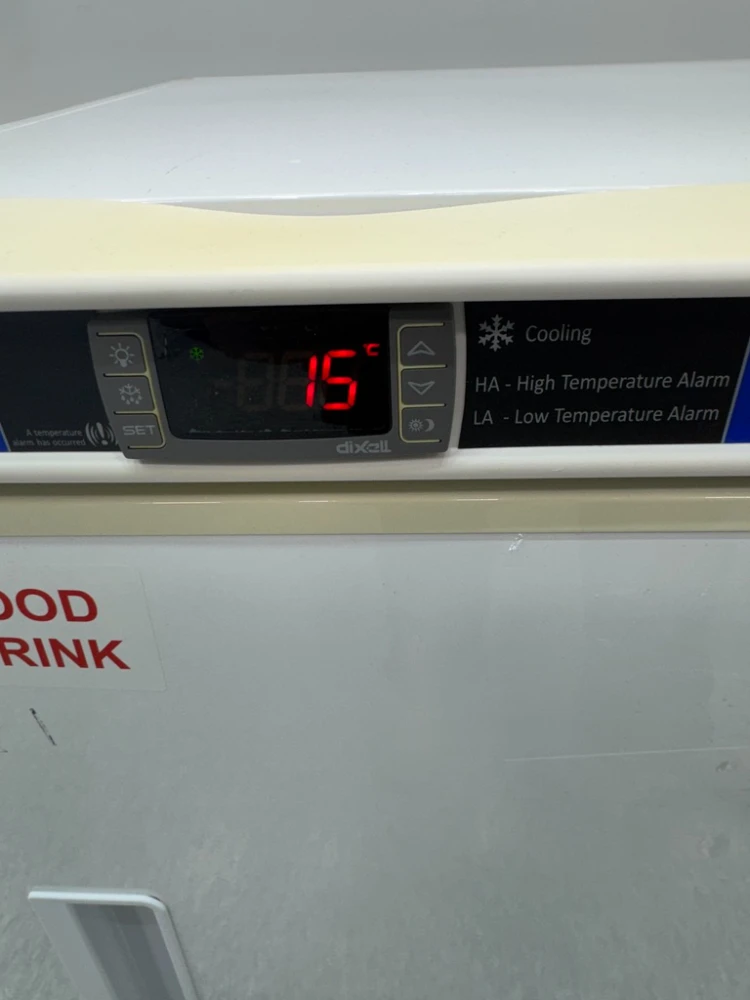 15 °C
SET
A temperature
alarm has occurred
dixell
Cooling
HA - High Temperature Alarm
LA - Low Temperature Alarm
OOD
RINK